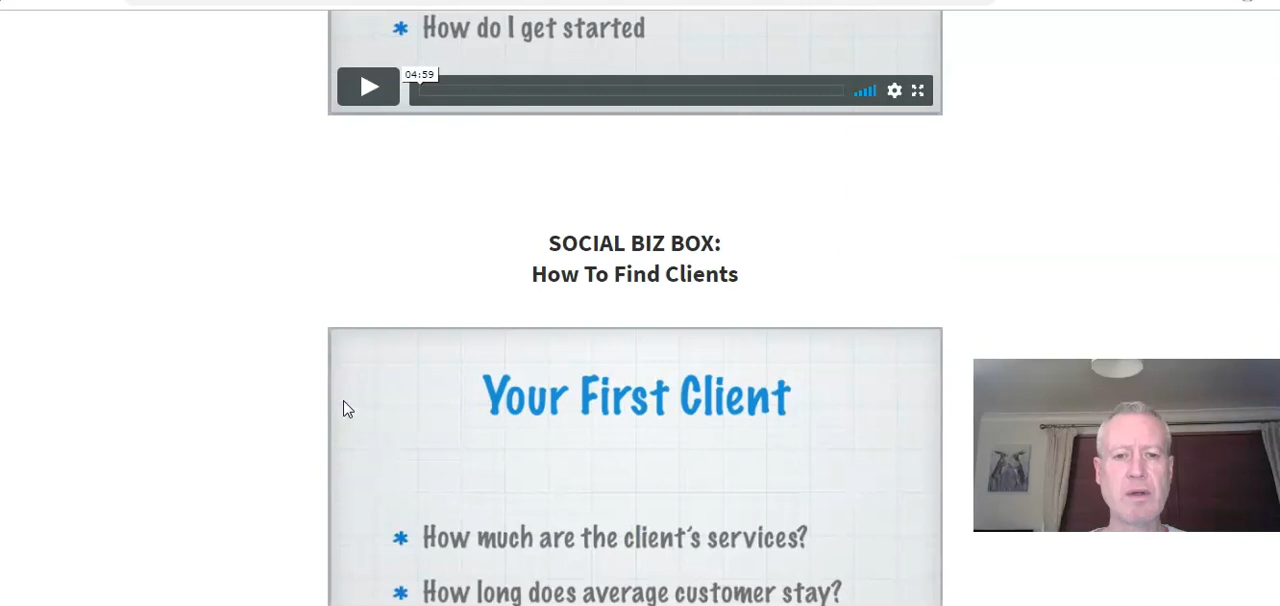 * How do I get started
04:59
SOCIAL BIZ BOX:
How To Find Clients
Your First Client
* How much are the client's services?
* How long does average customer stay?